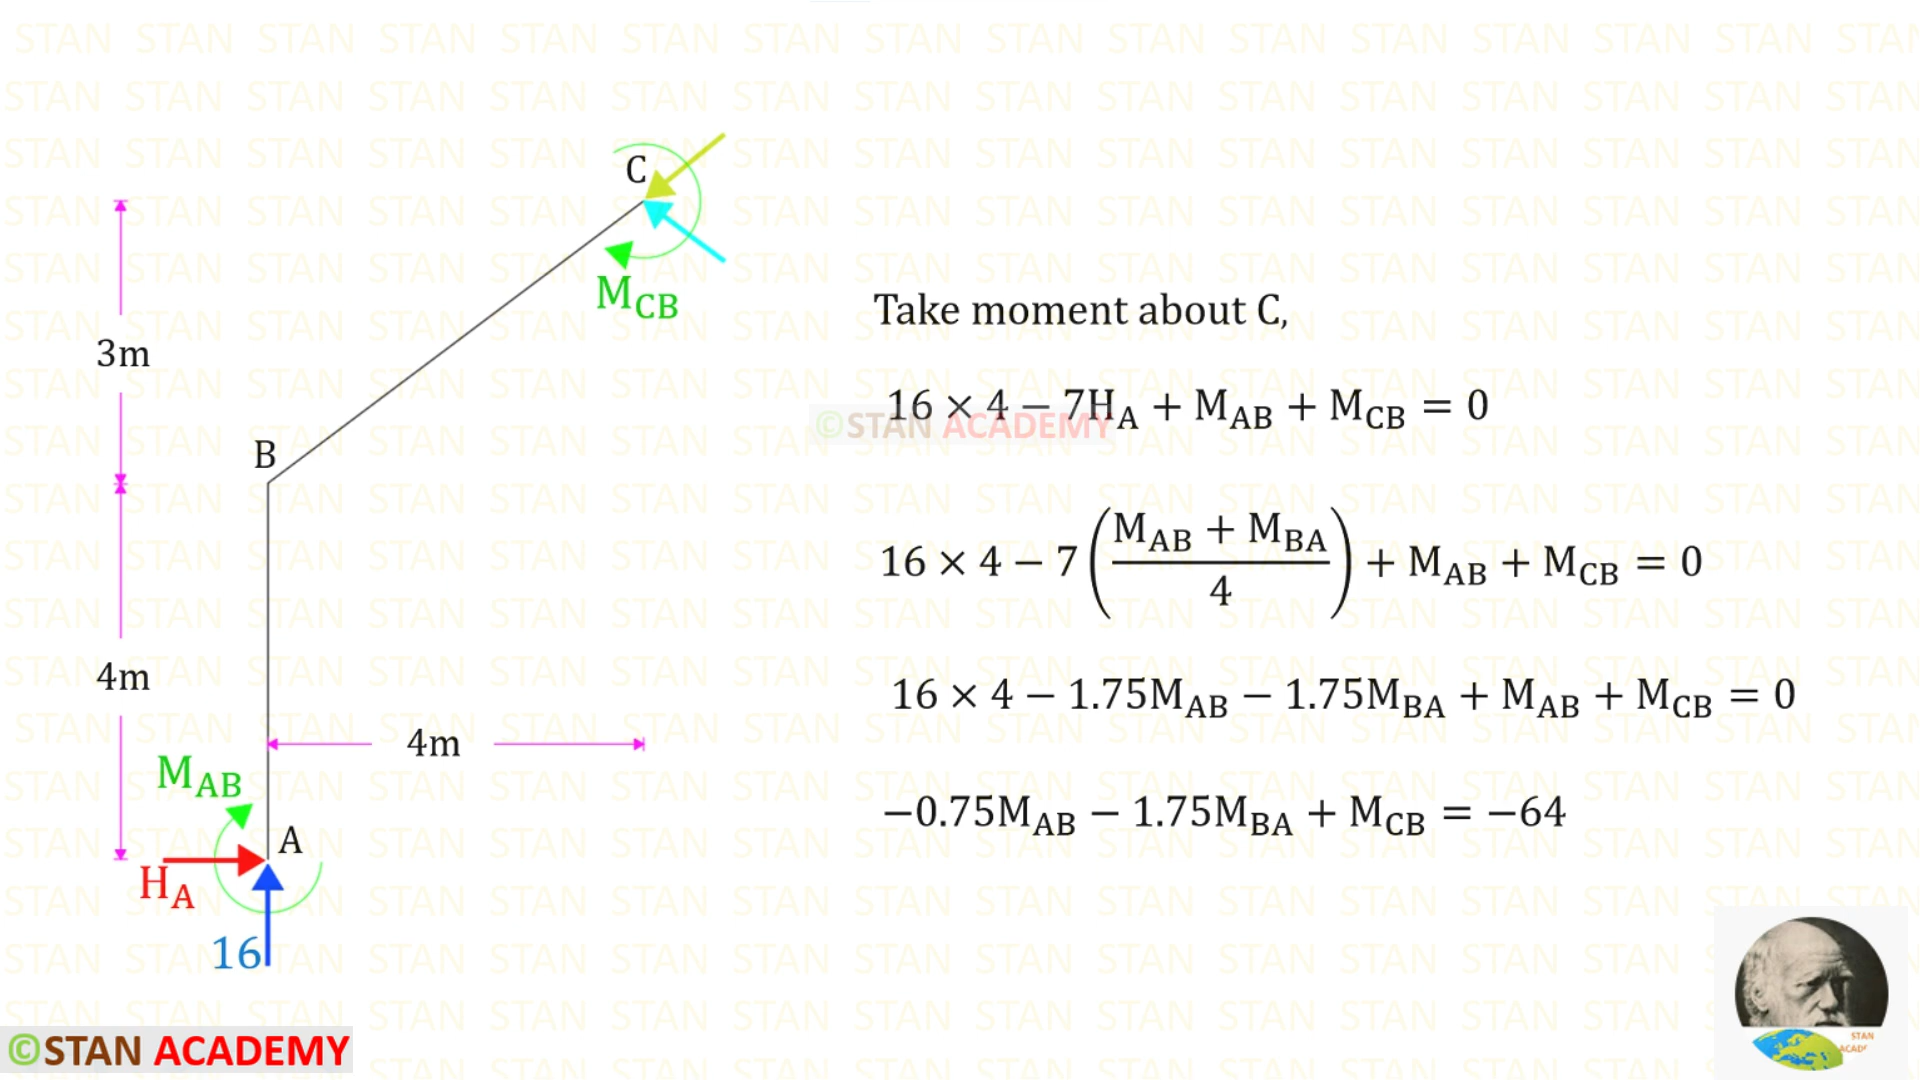 C
M_CB
3m
Take moment about C,
16 × 4 − 7H_A + M_AB + M_CB = 0
©STAN ACADEMY
B
16 × 4 − 7 ( (M_AB + M_BA) / 4 ) + M_AB + M_CB = 0
4m
16 × 4 − 1.75M_AB − 1.75M_BA + M_AB + M_CB = 0
4m
M_AB
−0.75M_AB − 1.75M_BA + M_CB = −64
A
H_A
16
©STAN ACADEMY
STAN